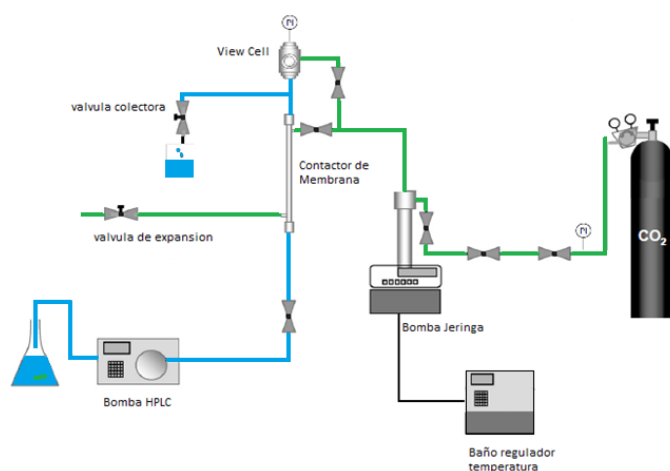 View Cell
valvula colectora
Contactor de
Membrana
valvula de expansion
CO₂
Bomba Jeringa
Bomba HPLC
Baño regulador
temperatura